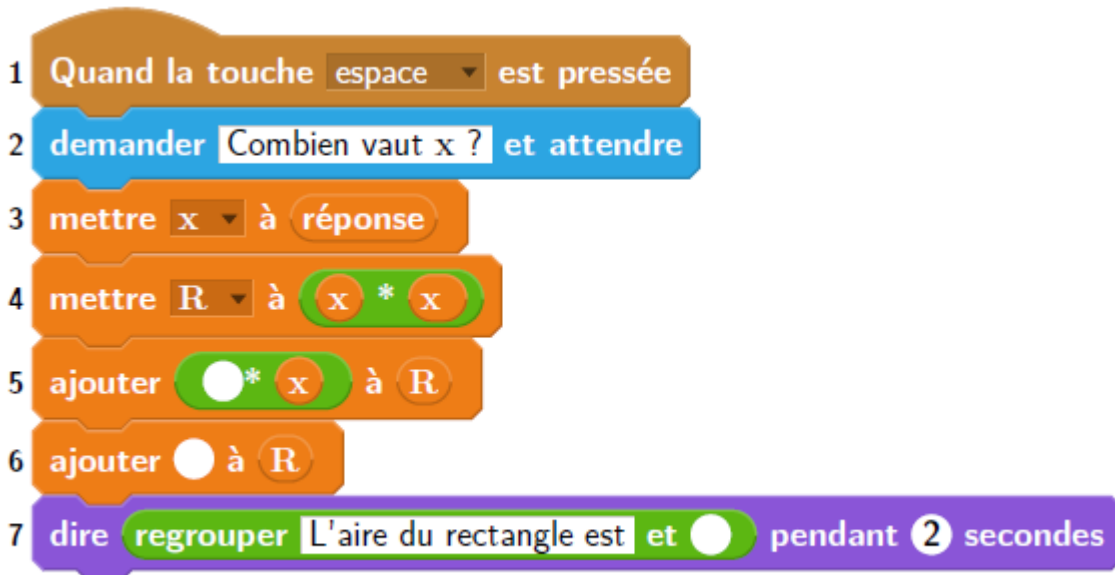 1 Quand la touche espace est pressée
2 demander Combien vaut x ? et attendre
3 mettre x à réponse
4 mettre R à x * x
5 ajouter * x à R
6 ajouter à R
7 dire regrouper L'aire du rectangle est et pendant 2 secondes